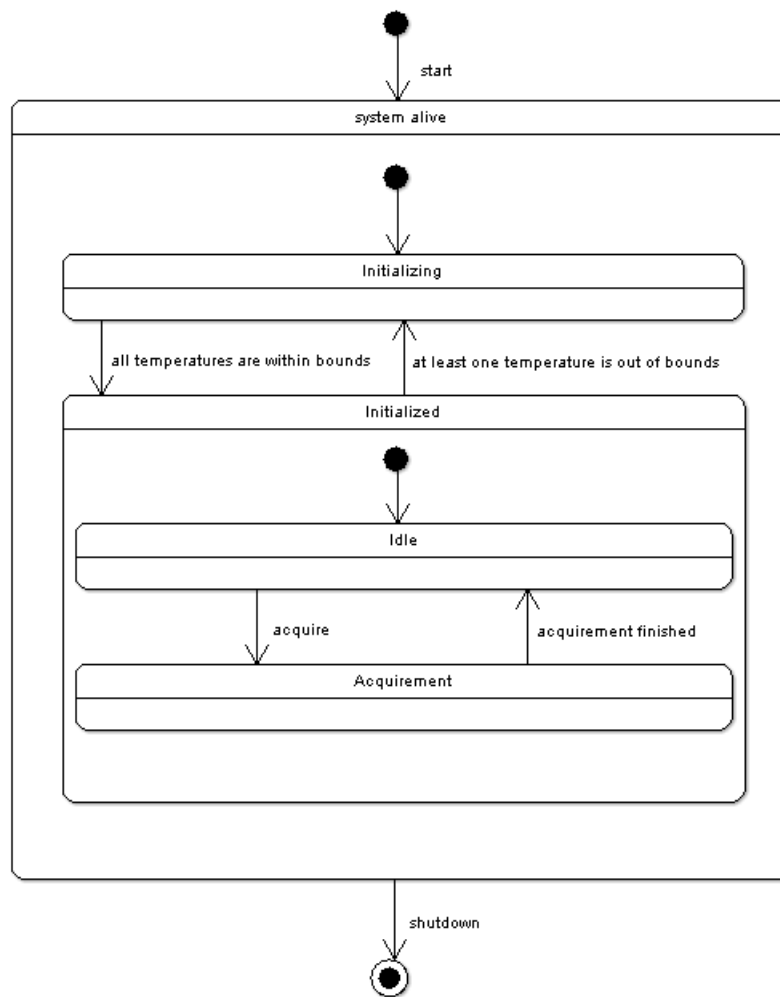 start
system alive
Initializing
all temperatures are within bounds
at least one temperature is out of bounds
Initialized
Idle
acquire
acquirement finished
Acquirement
shutdown